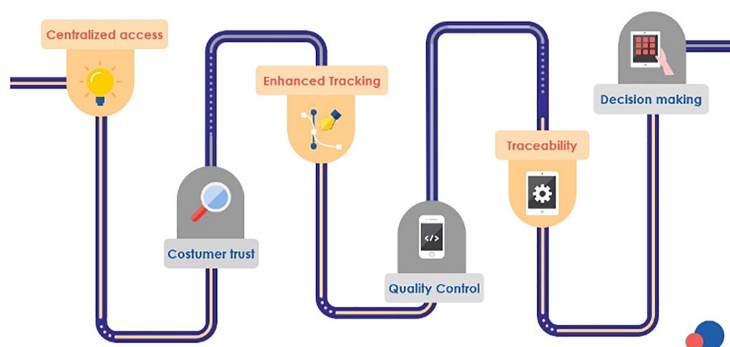 Centralized access
Costumer trust
Enhanced Tracking
Quality Control
</>
Traceability
Decision making